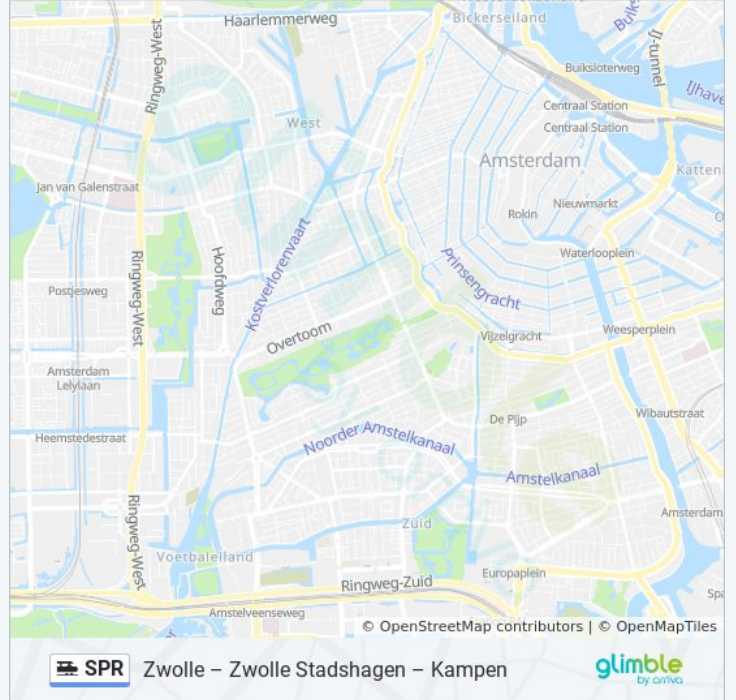 Haarlemmerweg
Bickerseiland
Buiks
IJ-tunnel
Ringweg-West
Buiksloterweg
IJhave
Centraal Station
West
Centraal Station
Amsterdam
Katten
Jan van Galenstraat
Nieuwmarkt
Rokin
O
Kostverlorenvaart
Hoofdweg
Waterlooplein
Prinsengracht
Postjesweg
Ringweg-West
Overtoom
Vijzelgracht
Weesperplein
Amsterdam
Lelylaan
Wibautstraat
De Pijp
Heemstedestraat
Noorder Amstelkanaal
Amstelkanaal
Ringweg-West
Amsterdam
Zuid
Voetbaleiland
Europaplein
Ringweg-Zuid
Spa
Amstelveenseweg
© OpenStreetMap contributors | © OpenMapTiles
SPR Zwolle – Zwolle Stadshagen – Kampen
glimble
by arriva